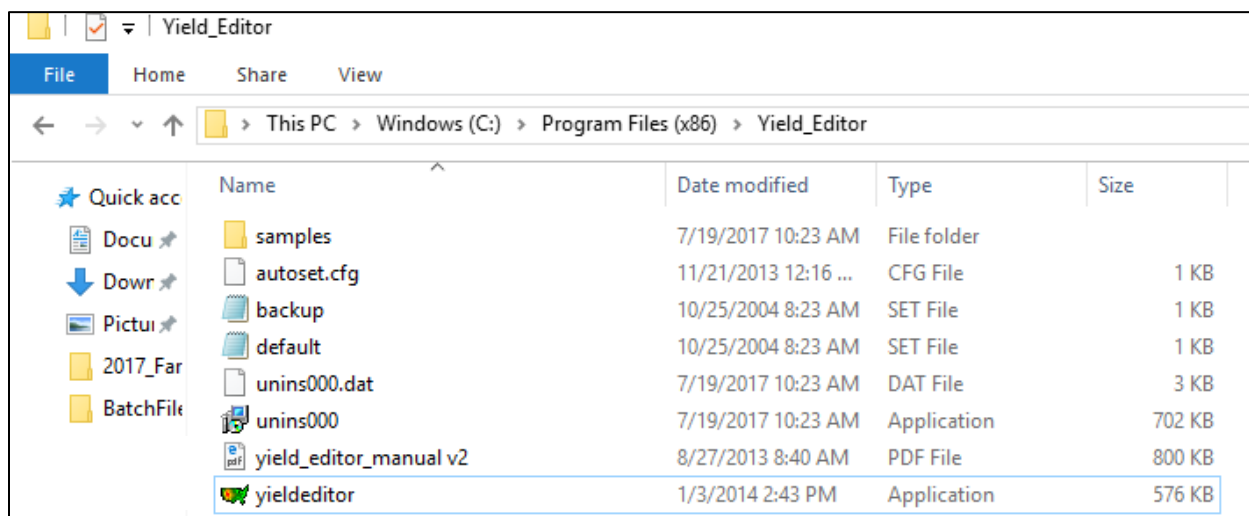 Yield_Editor
File Home Share View
This PC > Windows (C:) > Program Files (x86) > Yield_Editor
Name Date modified Type Size
Quick acc
Docu
Dowr
Pictu
2017_Far
BatchFile
samples 7/19/2017 10:23 AM File folder
autoset.cfg 11/21/2013 12:16 ... CFG File 1 KB
backup 10/25/2004 8:23 AM SET File 1 KB
default 10/25/2004 8:23 AM SET File 1 KB
unins000.dat 7/19/2017 10:23 AM DAT File 3 KB
unins000 7/19/2017 10:23 AM Application 702 KB
yield_editor_manual v2 8/27/2013 8:40 AM PDF File 800 KB
yieldeditor 1/3/2014 2:43 PM Application 576 KB